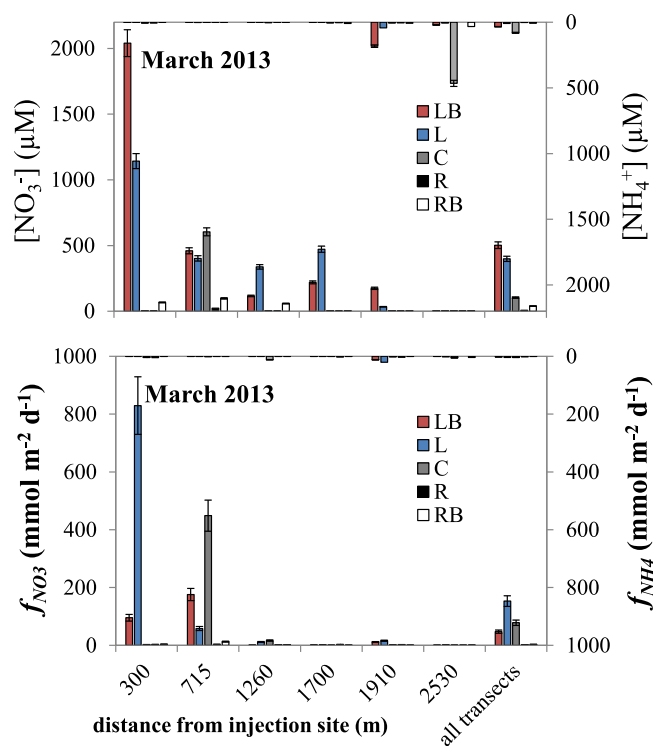 March 2013
[NO₃⁻] (μM)
2000
1500
1000
500
0
[NH₄⁺] (μM)
0
500
1000
1500
2000
LB
L
C
R
RB
March 2013
f_NO3 (mmol m⁻² d⁻¹)
1000
800
600
400
200
0
f_NH4 (mmol m⁻² d⁻¹)
0
200
400
600
800
1000
LB
L
C
R
RB
300
715
1260
1700
1910
2530
all transects
distance from injection site (m)